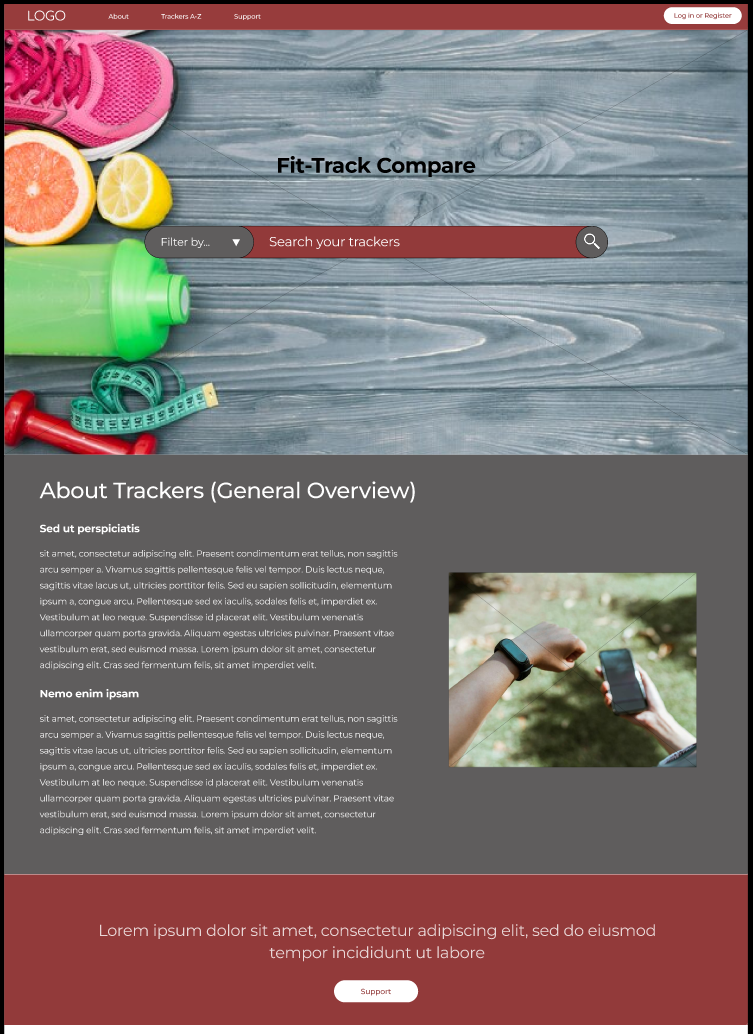 LOGO
About
Trackers A-Z
Support
Log in or Register
Fit-Track Compare
Filter by...
Search your trackers
About Trackers (General Overview)
Sed ut perspiciatis
sit amet, consectetur adipiscing elit. Praesent condimentum erat tellus, non sagittis
arcu semper a. Vivamus sagittis pellentesque felis vel tempor. Duis lectus neque,
sagittis vitae lacus ut, ultricies porttitor felis. Sed eu sapien sollicitudin, elementum
ipsum a, congue arcu. Pellentesque sed ex iaculis, sodales felis et, imperdiet ex.
Vestibulum at leo neque. Suspendisse id placerat elit. Vestibulum venenatis
ullamcorper quam porta gravida. Aliquam egestas ultricies pulvinar. Praesent vitae
vestibulum erat, sed euismod massa. Lorem ipsum dolor sit amet, consectetur
adipiscing elit. Cras sed fermentum felis, sit amet imperdiet velit.
Nemo enim ipsam
sit amet, consectetur adipiscing elit. Praesent condimentum erat tellus, non sagittis
arcu semper a. Vivamus sagittis pellentesque felis vel tempor. Duis lectus neque,
sagittis vitae lacus ut, ultricies porttitor felis. Sed eu sapien sollicitudin, elementum
ipsum a, congue arcu. Pellentesque sed ex iaculis, sodales felis et, imperdiet ex.
Vestibulum at leo neque. Suspendisse id placerat elit. Vestibulum venenatis
ullamcorper quam porta gravida. Aliquam egestas ultricies pulvinar. Praesent vitae
vestibulum erat, sed euismod massa. Lorem ipsum dolor sit amet, consectetur
adipiscing elit. Cras sed fermentum felis, sit amet imperdiet velit.
Lorem ipsum dolor sit amet, consectetur adipiscing elit, sed do eiusmod
tempor incididunt ut labore
Support